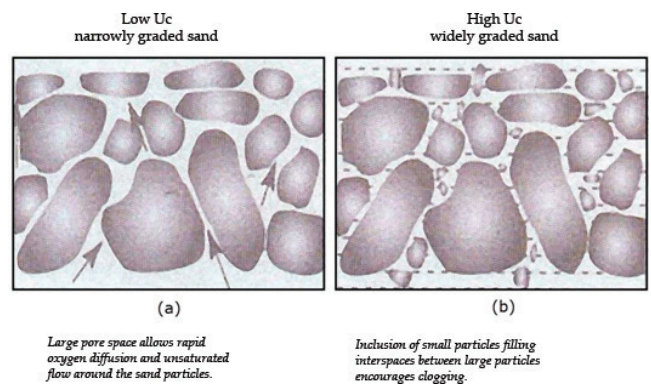 Low Uc
narrowly graded sand
High Uc
widely graded sand
(a)
(b)
Large pore space allows rapid
oxygen diffusion and unsaturated
flow around the sand particles.
Inclusion of small particles filling
interspaces between large particles
encourages clogging.